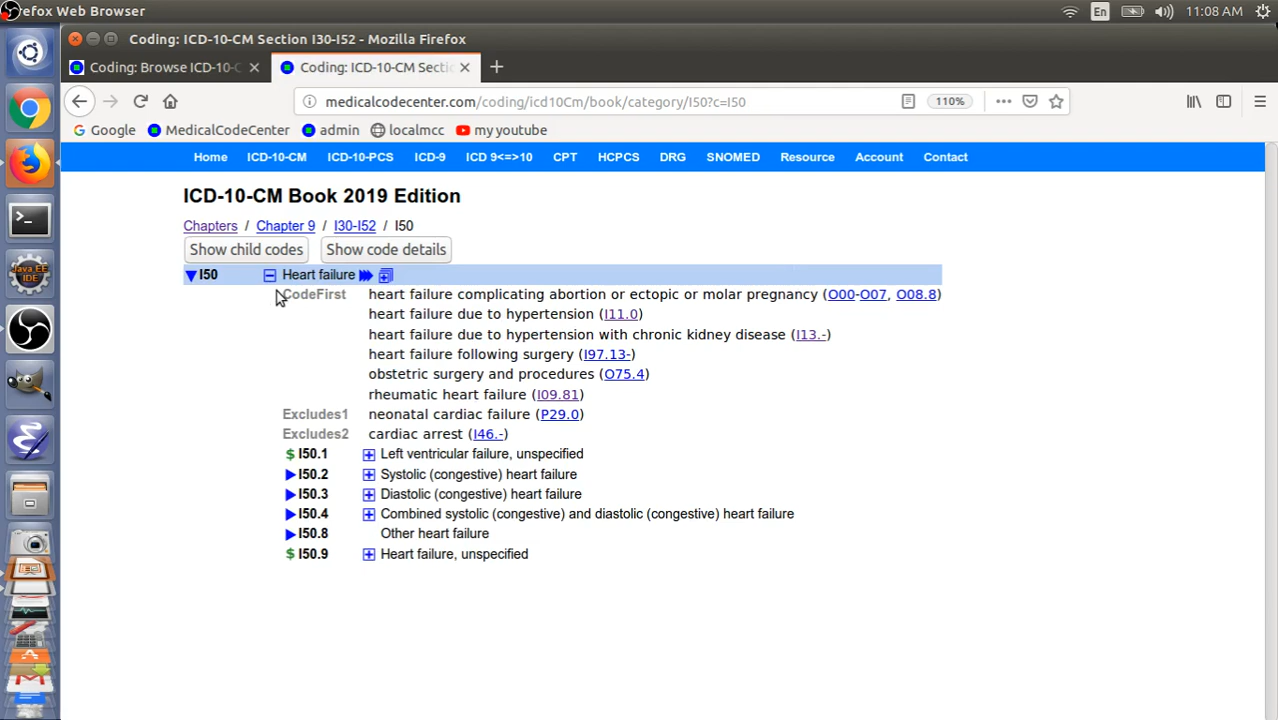 refox Web Browser
En
11:08 AM
Coding: ICD-10-CM Section I30-I52 - Mozilla Firefox
Coding: Browse ICD-10-C
Coding: ICD-10-CM Secti
medicalcodecenter.com/coding/icd10Cm/book/category/I50?c=I50
110%
Google MedicalCodeCenter admin localmcc my youtube
Home ICD-10-CM ICD-10-PCS ICD-9 ICD 9<=>10 CPT HCPCS DRG SNOMED Resource Account Contact
ICD-10-CM Book 2019 Edition
Chapters / Chapter 9 / I30-I52 / I50
Show child codes Show code details
I50 Heart failure
CodeFirst heart failure complicating abortion or ectopic or molar pregnancy (O00-O07, O08.8)
heart failure due to hypertension (I11.0)
heart failure due to hypertension with chronic kidney disease (I13.-)
heart failure following surgery (I97.13-)
obstetric surgery and procedures (O75.4)
rheumatic heart failure (I09.81)
Excludes1 neonatal cardiac failure (P29.0)
Excludes2 cardiac arrest (I46.-)
$ I50.1 Left ventricular failure, unspecified
I50.2 Systolic (congestive) heart failure
I50.3 Diastolic (congestive) heart failure
I50.4 Combined systolic (congestive) and diastolic (congestive) heart failure
I50.8 Other heart failure
$ I50.9 Heart failure, unspecified
Java EE
IDE